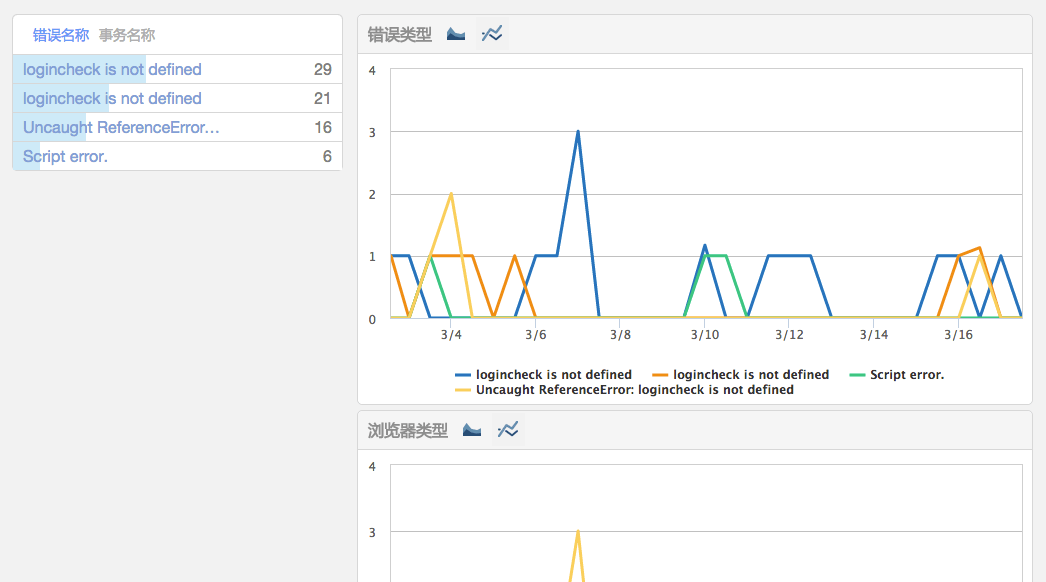 错误名称 事务名称
logincheck is not defined 29
logincheck is not defined 21
Uncaught ReferenceError... 16
Script error. 6
错误类型
4
3
2
1
0
3/4 3/6 3/8 3/10 3/12 3/14 3/16
logincheck is not defined logincheck is not defined Script error.
Uncaught ReferenceError: logincheck is not defined
浏览器类型
4
3